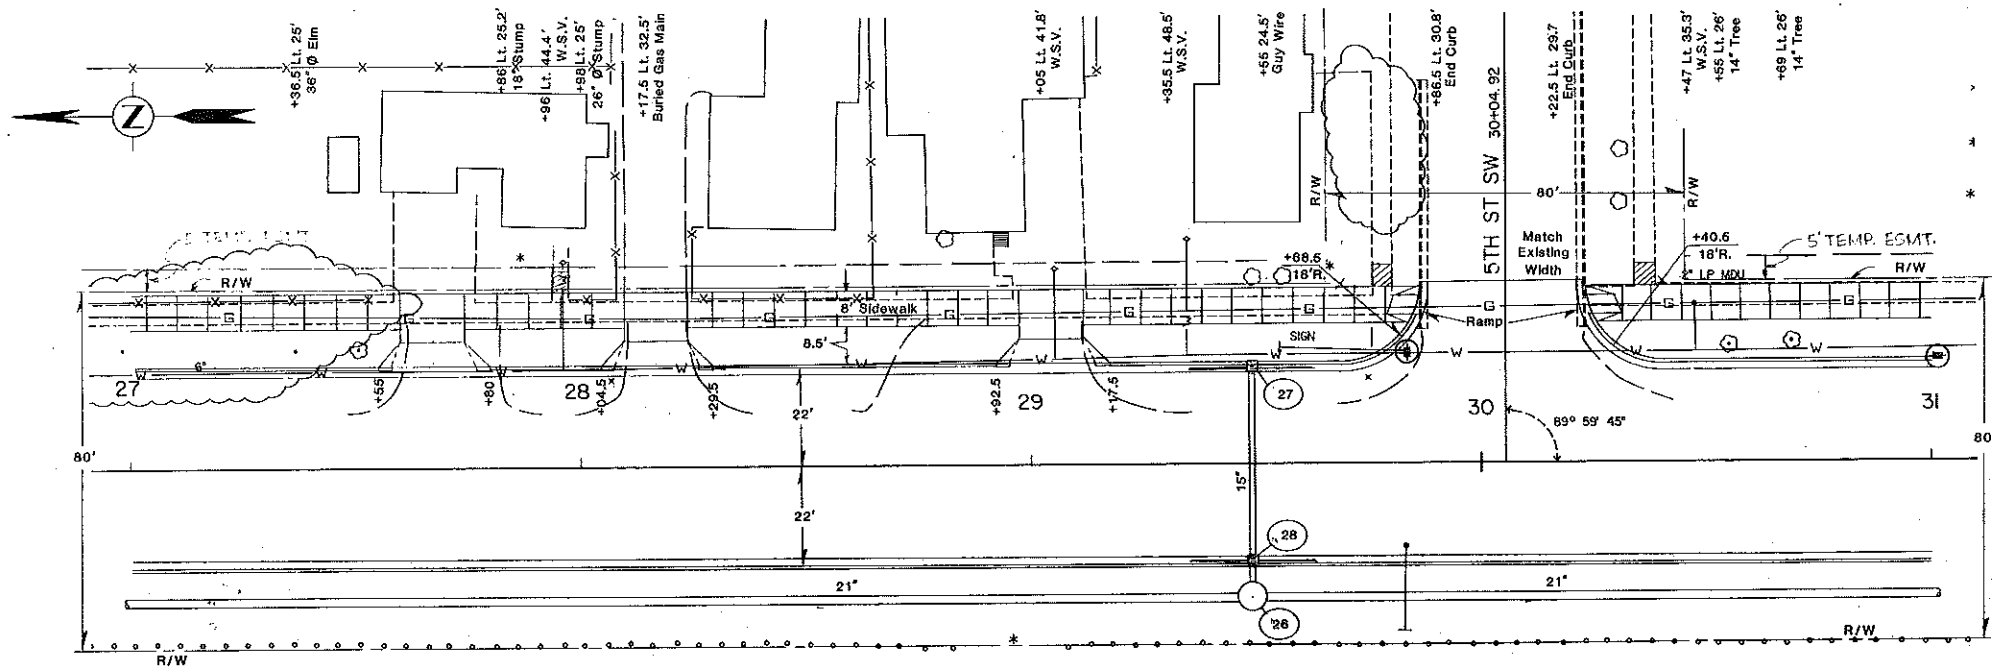 +36.5 Lt. 25'
36" Ø Elm
+86 Lt. 25.2'
18" Stump
+96 Lt. 44.4'
W.S.V.
+98 Lt. 25'
26" Ø Stump
+17.5 Lt. 32.5'
Buried Gas Main
+05 Lt. 41.8'
W.S.V.
+35.5 Lt. 48.5'
W.S.V.
+55 24.5'
Guy Wire
+86.5 Lt. 30.8'
End Curb
5TH ST SW 30+04.92
+22.5 Lt. 29.7
End Curb
+47 Lt. 35.3'
W.S.V.
+55 Lt. 26'
14" Tree
+69 Lt. 26'
14" Tree
Z
R/W
80'
R/W
TEMP.
Match
Existing
Width
+68.5
18'R.
+40.6
18'R.
5' TEMP. ESMT.
2" LP MDU
R/W
R/W
G
G
G
G
G
G
G
G
G
G
8' Sidewalk
Ramp
SIGN
8.5'
6"
W
W
W
W
W
W
W
W
W
W
W
27
+55
+80
28
+04.5
+29.5
+92.5
29
+17.5
27
30
31
89° 59' 45"
80'
22'
80
15"
22'
28
21"
21"
26
R/W
R/W